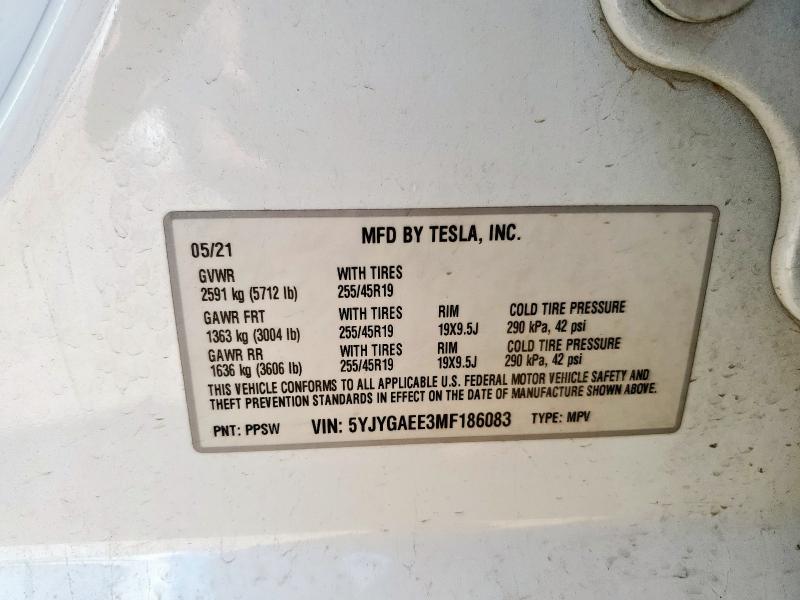 MFD BY TESLA, INC.
05/21
GVWR WITH TIRES
2591 kg (5712 lb) 255/45R19
GAWR FRT WITH TIRES RIM COLD TIRE PRESSURE
1363 kg (3004 lb) 255/45R19 19X9.5J 290 kPa, 42 psi
GAWR RR WITH TIRES RIM COLD TIRE PRESSURE
1636 kg (3606 lb) 255/45R19 19X9.5J 290 kPa, 42 psi
THIS VEHICLE CONFORMS TO ALL APPLICABLE U.S. FEDERAL MOTOR VEHICLE SAFETY AND
THEFT PREVENTION STANDARDS IN EFFECT ON THE DATE OF MANUFACTURE SHOWN ABOVE.
PNT: PPSW VIN: 5YJYGAEE3MF186083 TYPE: MPV